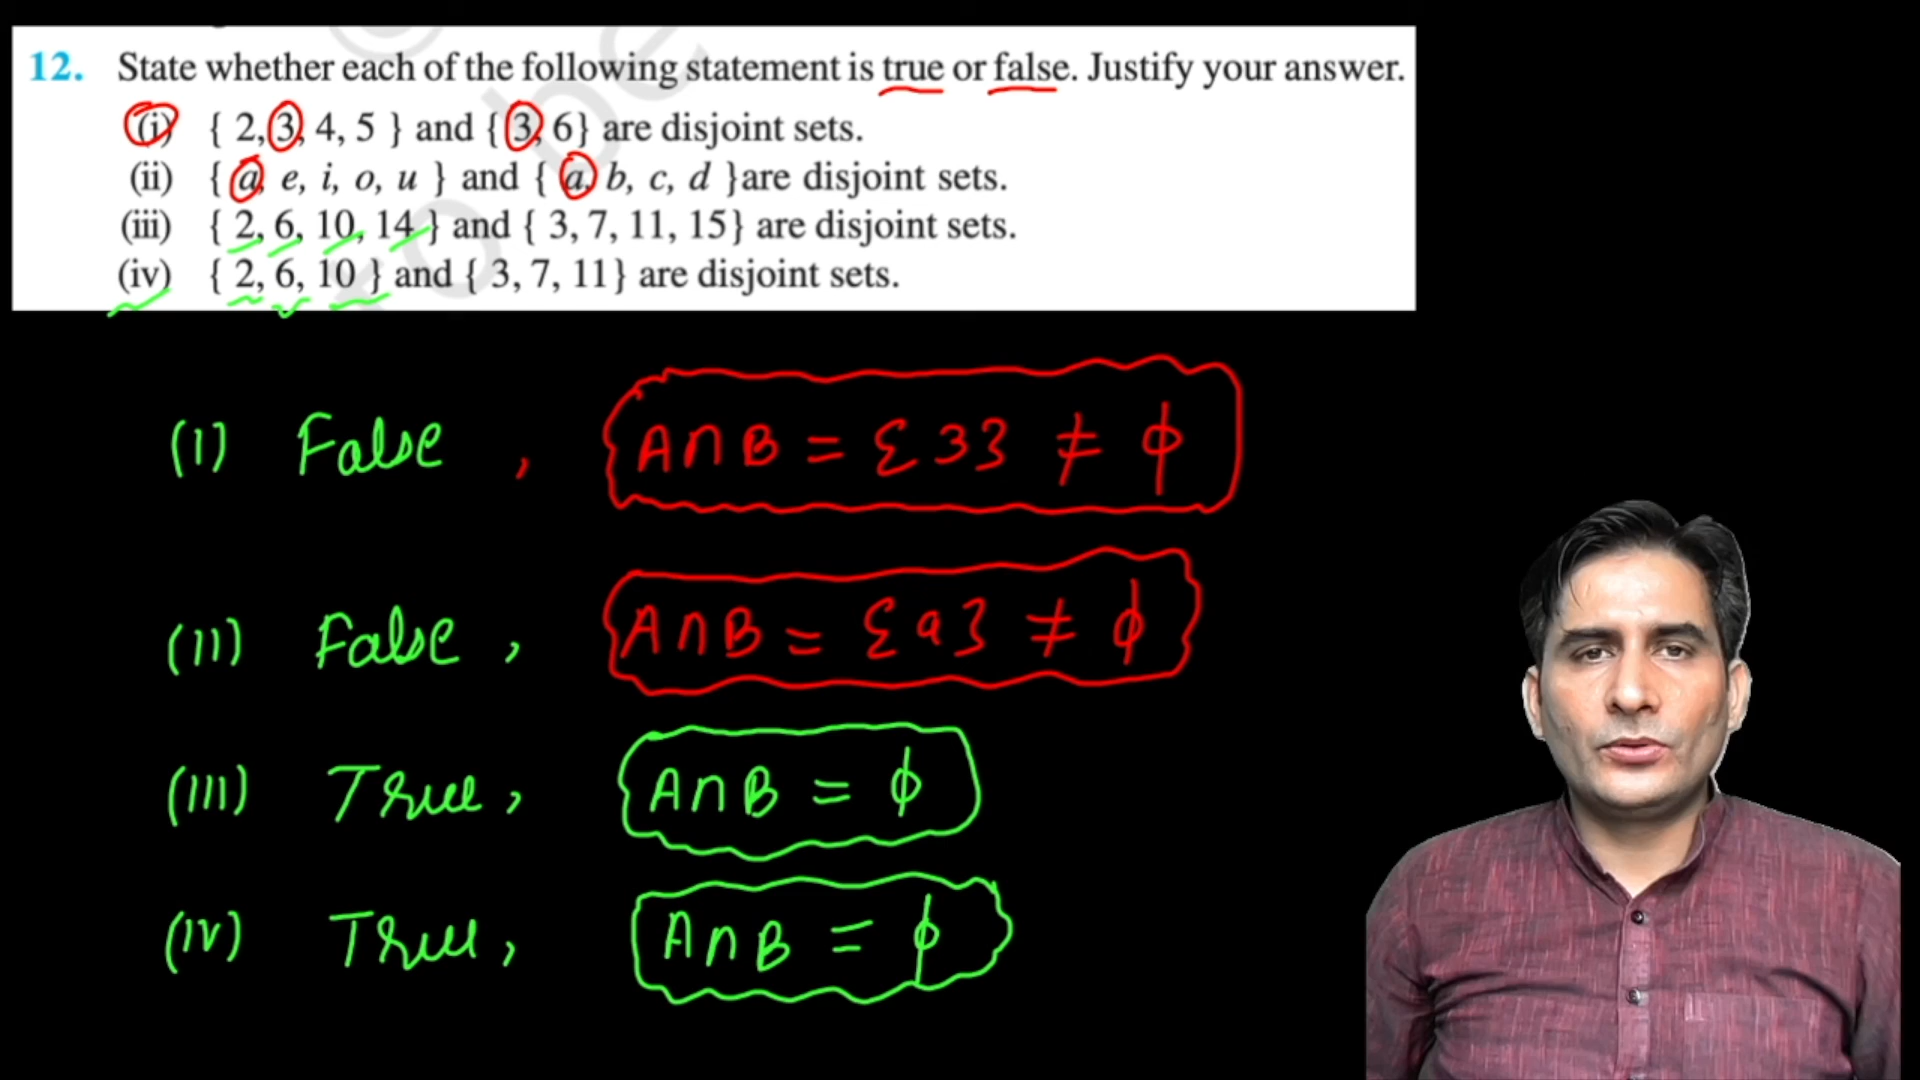 12. State whether each of the following statement is true or false. Justify your answer.
(i) { 2, 3, 4, 5 } and { 3, 6} are disjoint sets.
(ii) { a, e, i, o, u } and { a, b, c, d }are disjoint sets.
(iii) { 2, 6, 10, 14 } and { 3, 7, 11, 15} are disjoint sets.
(iv) { 2, 6, 10 } and { 3, 7, 11} are disjoint sets.
(I) False , A∩B = {3} ≠ ϕ
(II) False , A∩B = {a} ≠ ϕ
(III) True , A∩B = ϕ
(IV) True , A∩B = ϕ